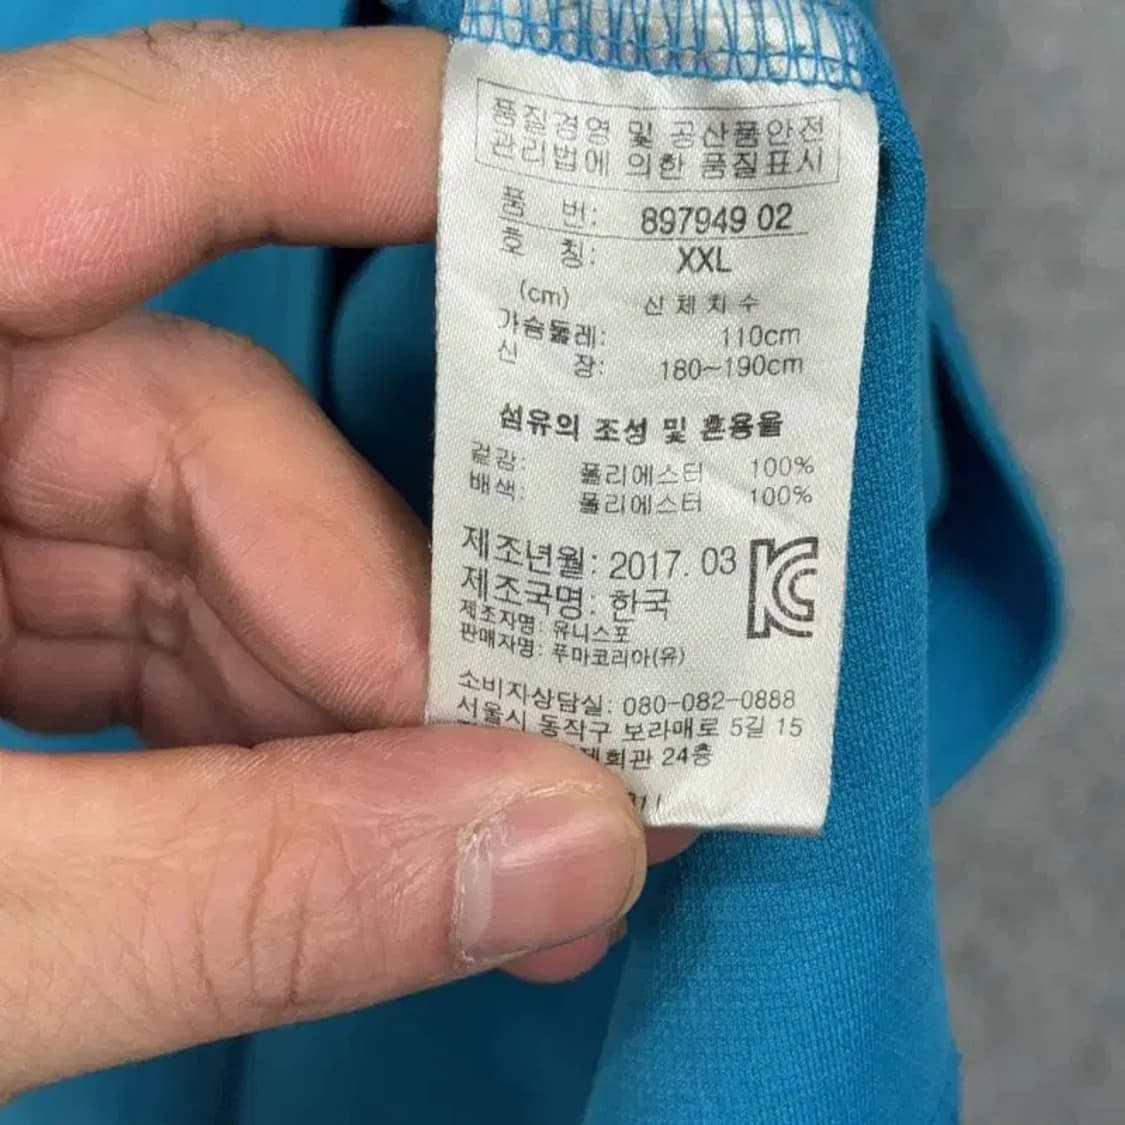 품질경영 및 공산품안전
관리법에 의한 품질표시
품 번: 897949 02
호 칭: XXL
(cm) 신체치수
가슴둘레: 110cm
신 장: 180~190cm
섬유의 조성 및 혼용율
겉감: 폴리에스터 100%
배색: 폴리에스터 100%
제조년월: 2017. 03
KC
제조국명: 한국
제조자명: 유니스포
판매자명: 푸마코리아(유)
소비자상담실: 080-082-0888
서울시 동작구 보라매로 5길 15
회관 24층